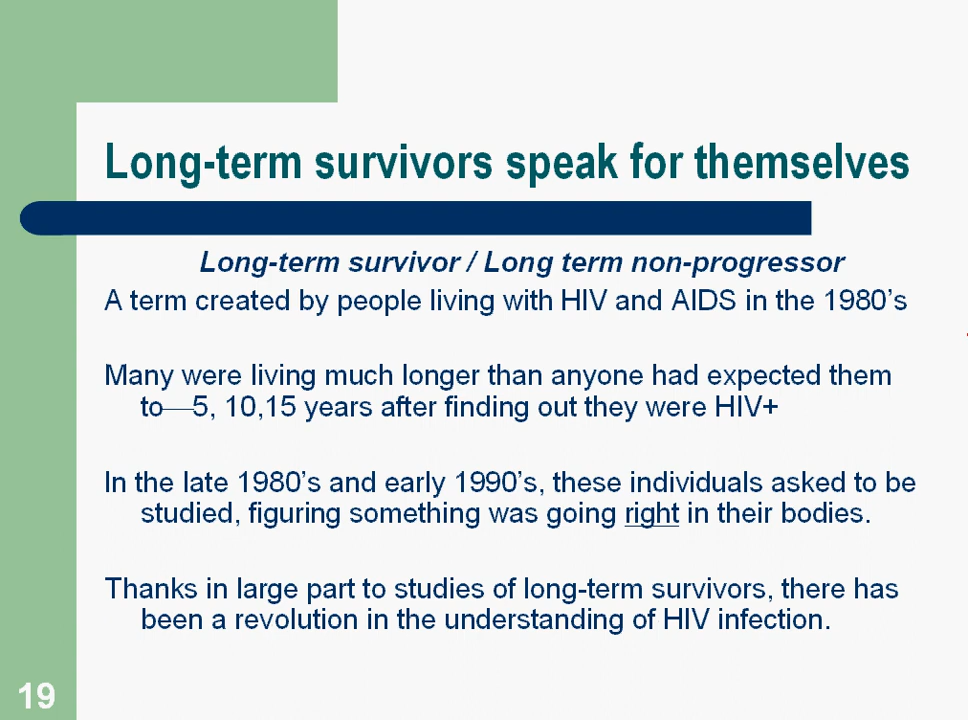 Long-term survivors speak for themselves
Long-term survivor / Long term non-progressor
A term created by people living with HIV and AIDS in the 1980's
Many were living much longer than anyone had expected them
to—5, 10,15 years after finding out they were HIV+
In the late 1980's and early 1990's, these individuals asked to be
studied, figuring something was going right in their bodies.
Thanks in large part to studies of long-term survivors, there has
been a revolution in the understanding of HIV infection.
19